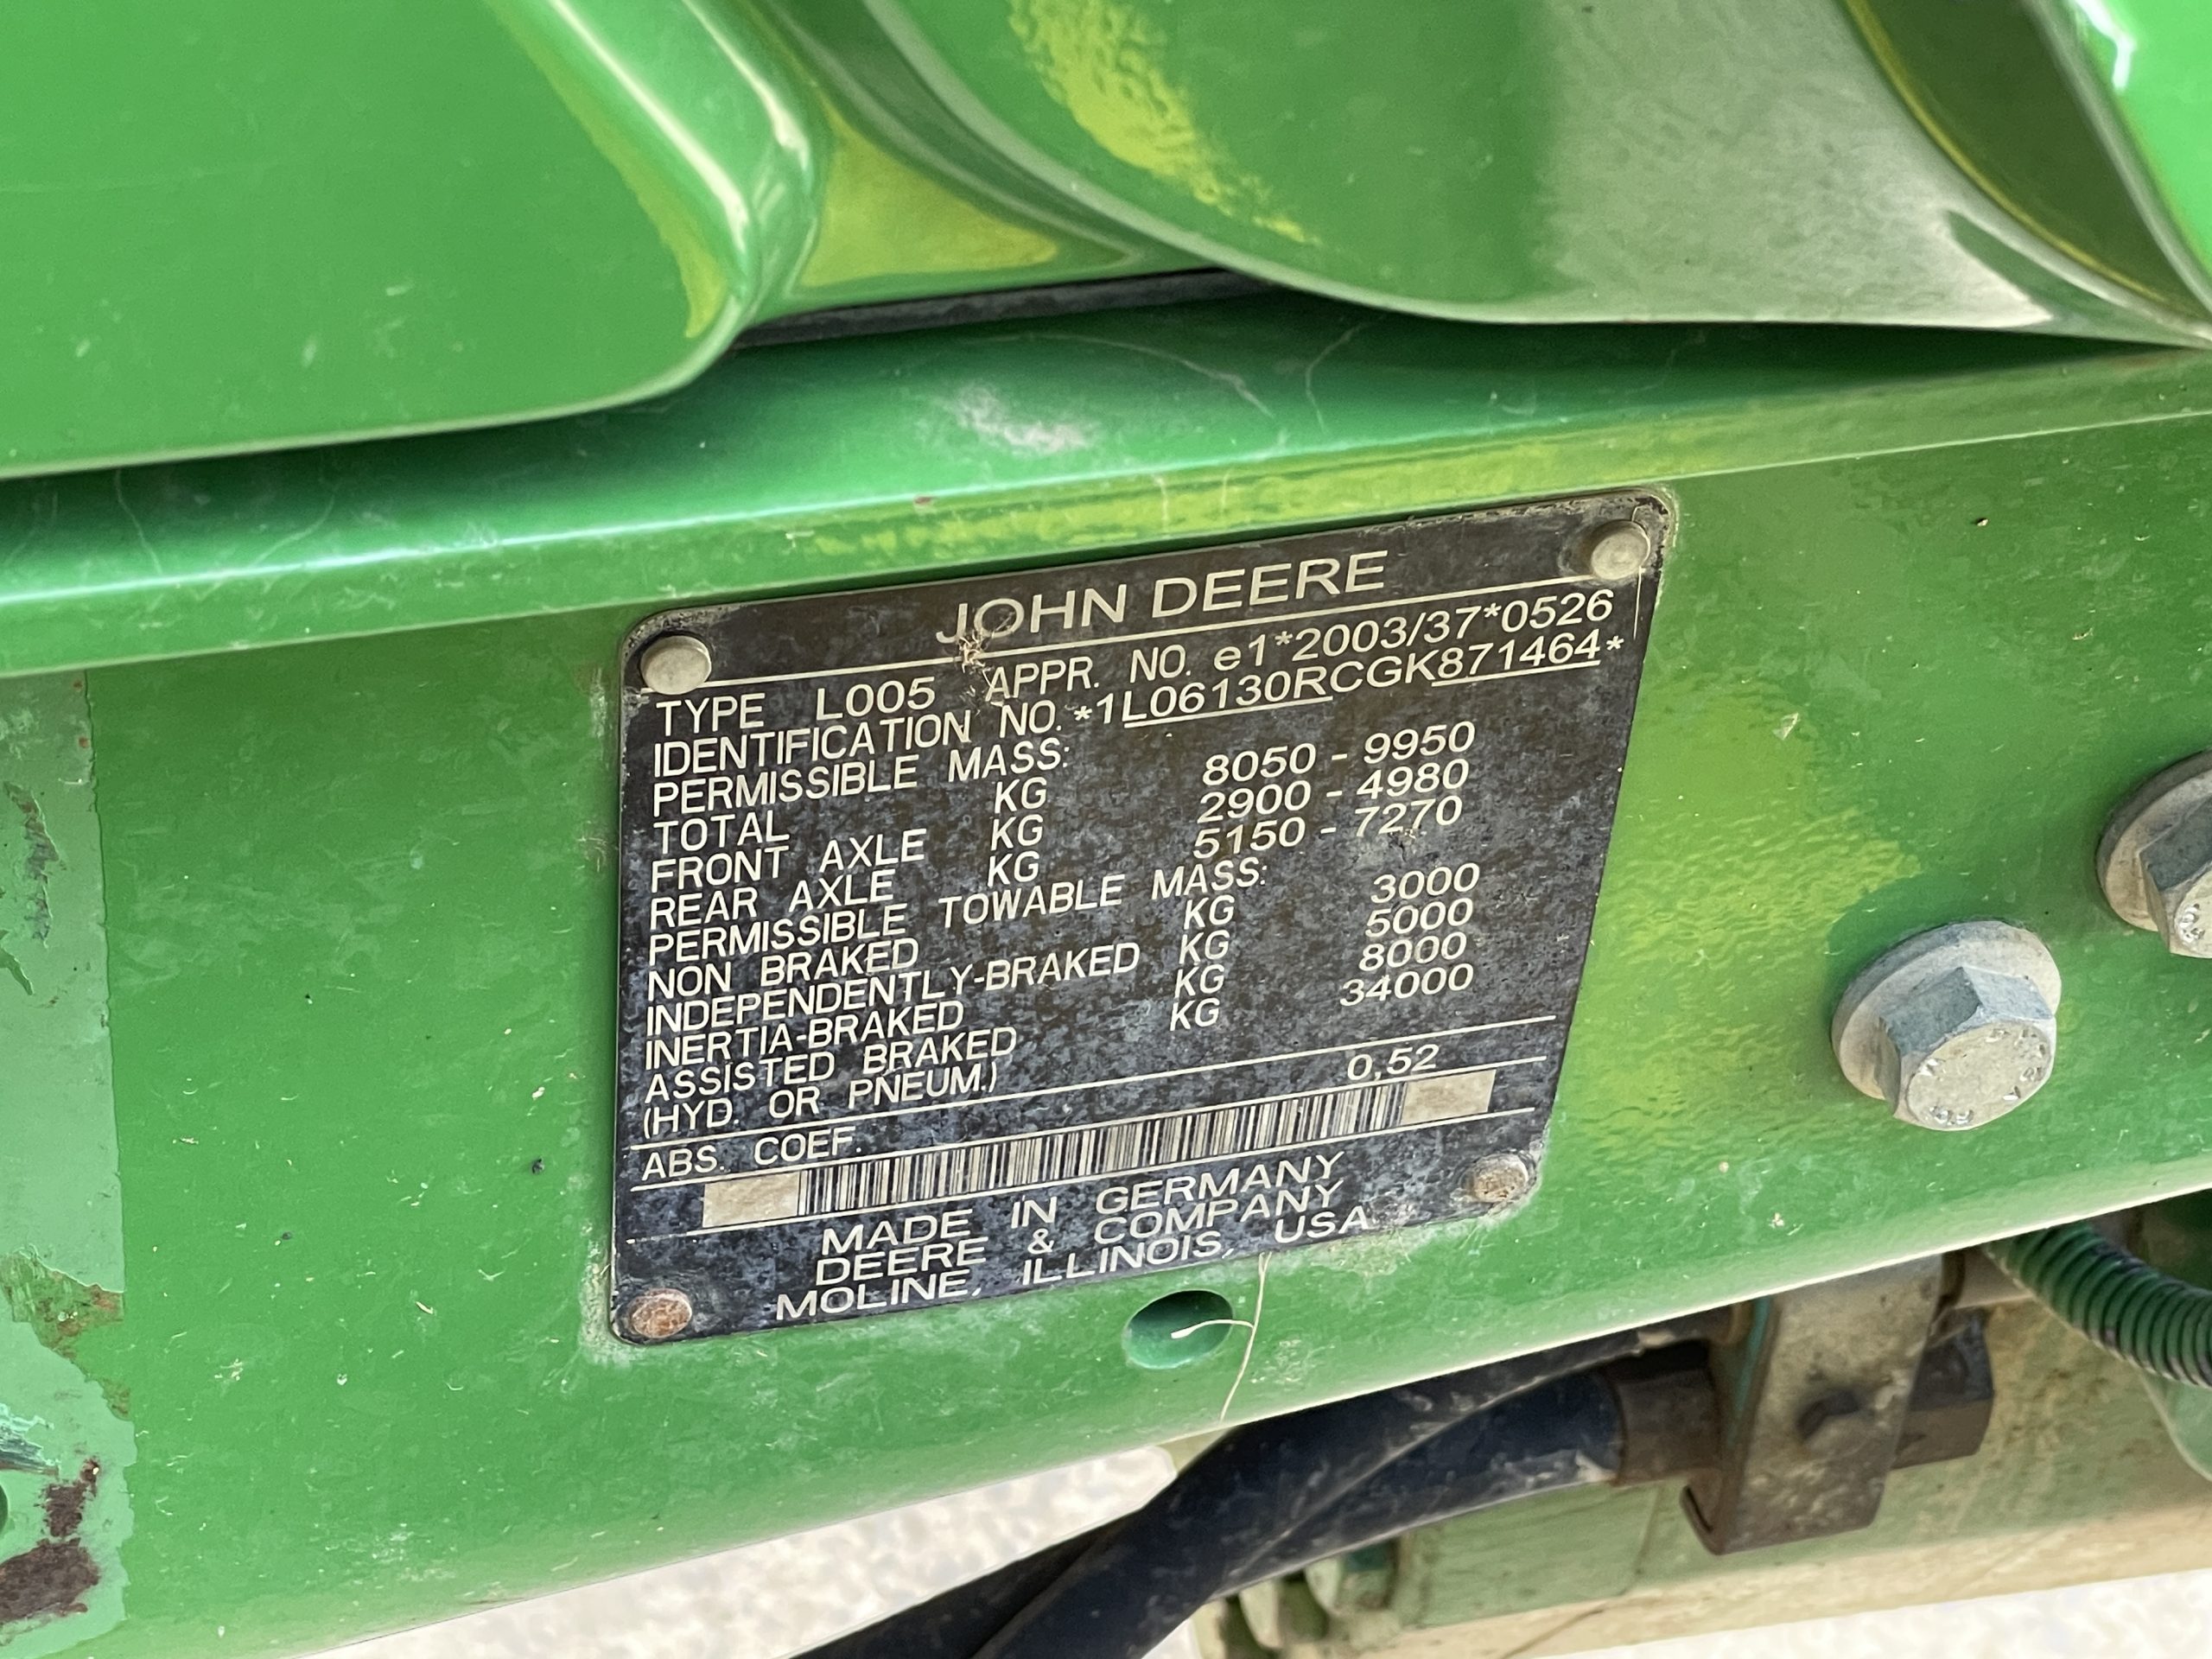 JOHN DEERE
TYPE L005 APPR. NO. e1*2003/37*0526
IDENTIFICATION NO. *1L06130RCGK871464*
PERMISSIBLE MASS:
TOTAL KG 8050 - 9950
FRONT AXLE KG 2900 - 4980
REAR AXLE KG 5150 - 7270
PERMISSIBLE TOWABLE MASS:
NON BRAKED KG 3000
INDEPENDENTLY-BRAKED KG 5000
INERTIA-BRAKED KG 8000
ASSISTED BRAKED KG 34000
(HYD. OR PNEUM.)
ABS. COEF. 0,52
MADE IN GERMANY
DEERE & COMPANY
MOLINE, ILLINOIS, USA